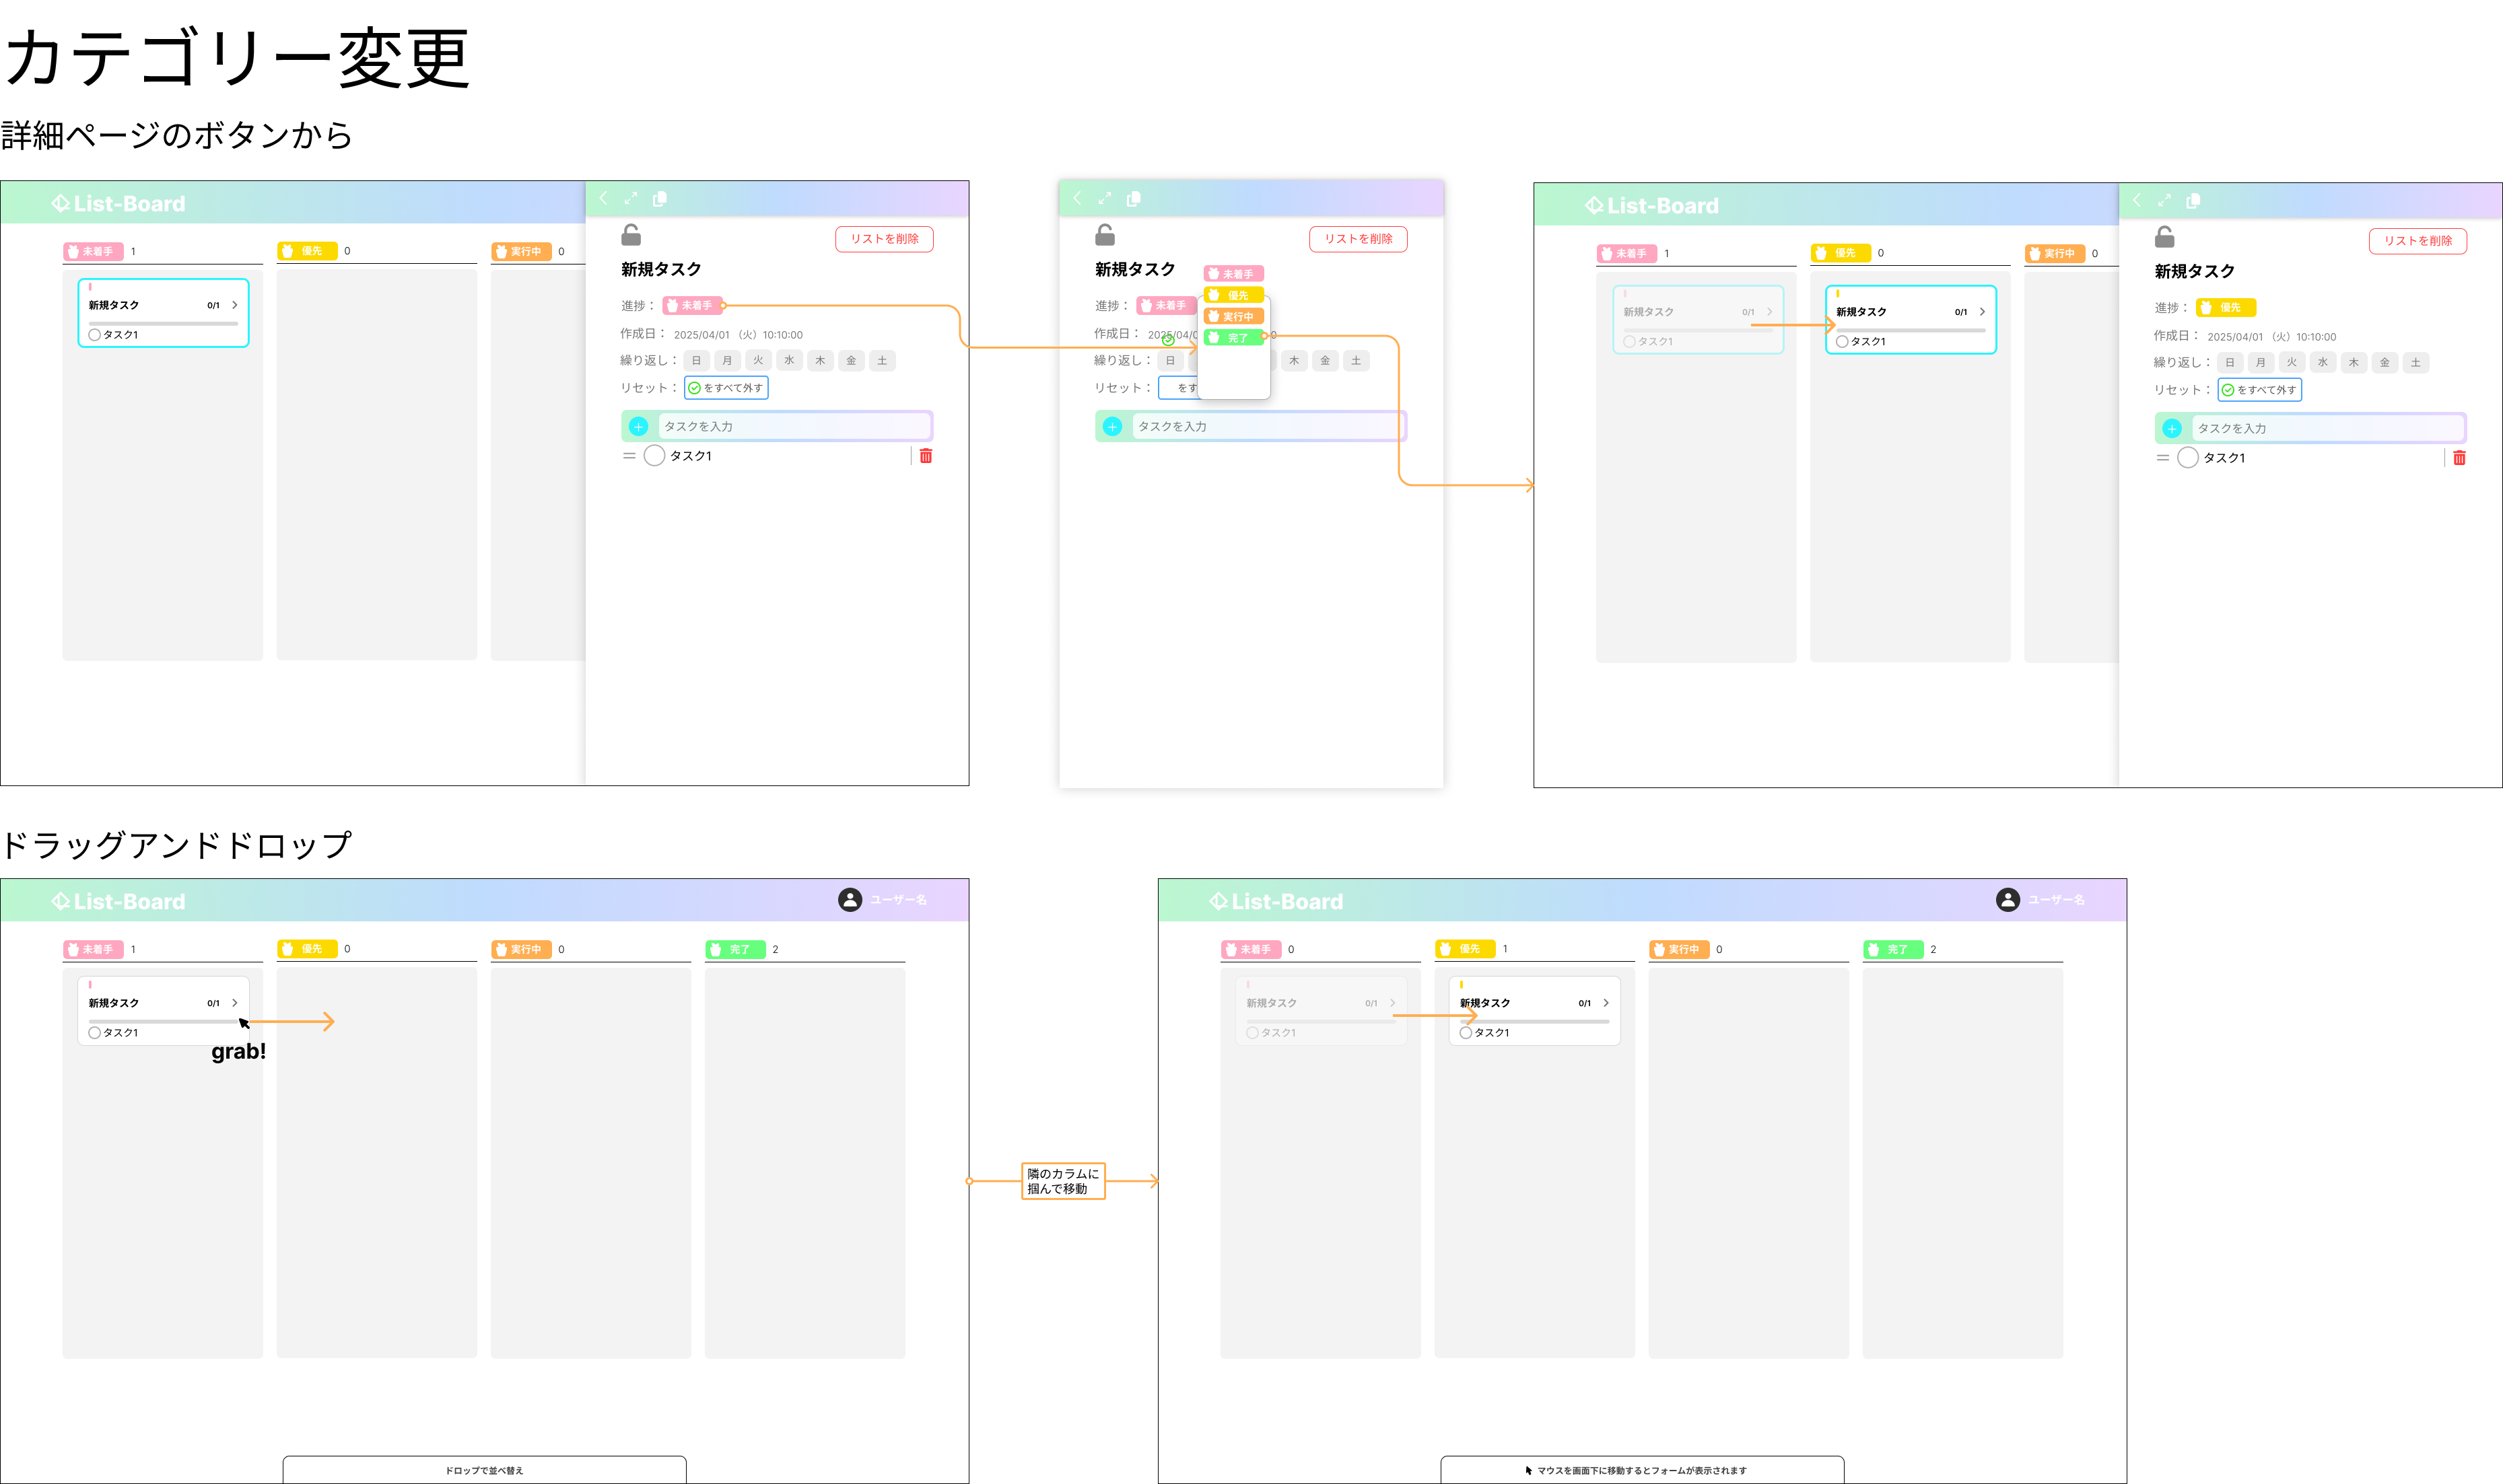 カテゴリー変更
詳細ページのボタンから
List-Board
未着手 1
優先 0
実行中 0
新規タスク 0/1
タスク1
リストを削除
新規タスク
進捗： 未着手
作成日： 2025/04/01 （火）10:10:00
繰り返し： 日 月 火 水 木 金 土
リセット： をすべて外す
タスクを入力
タスク1
リストを削除
新規タスク
進捗： 未着手
未着手
優先
実行中
完了
作成日： 2025/0 0
繰り返し： 日 木 金 土
リセット： をす
タスクを入力
List-Board
未着手 1
優先 0
実行中 0
新規タスク 0/1
タスク1
新規タスク 0/1
タスク1
リストを削除
新規タスク
進捗： 優先
作成日： 2025/04/01 （火）10:10:00
繰り返し： 日 月 火 水 木 金 土
リセット： をすべて外す
タスクを入力
タスク1
ドラッグアンドドロップ
List-Board
ユーザー名
未着手 1
優先 0
実行中 0
完了 2
新規タスク 0/1
タスク1
grab!
ドロップで並べ替え
隣のカラムに
掴んで移動
List-Board
ユーザー名
未着手 0
優先 1
実行中 0
完了 2
新規タスク 0/1
タスク1
新規タスク 0/1
タスク1
マウスを画面下に移動するとフォームが表示されます